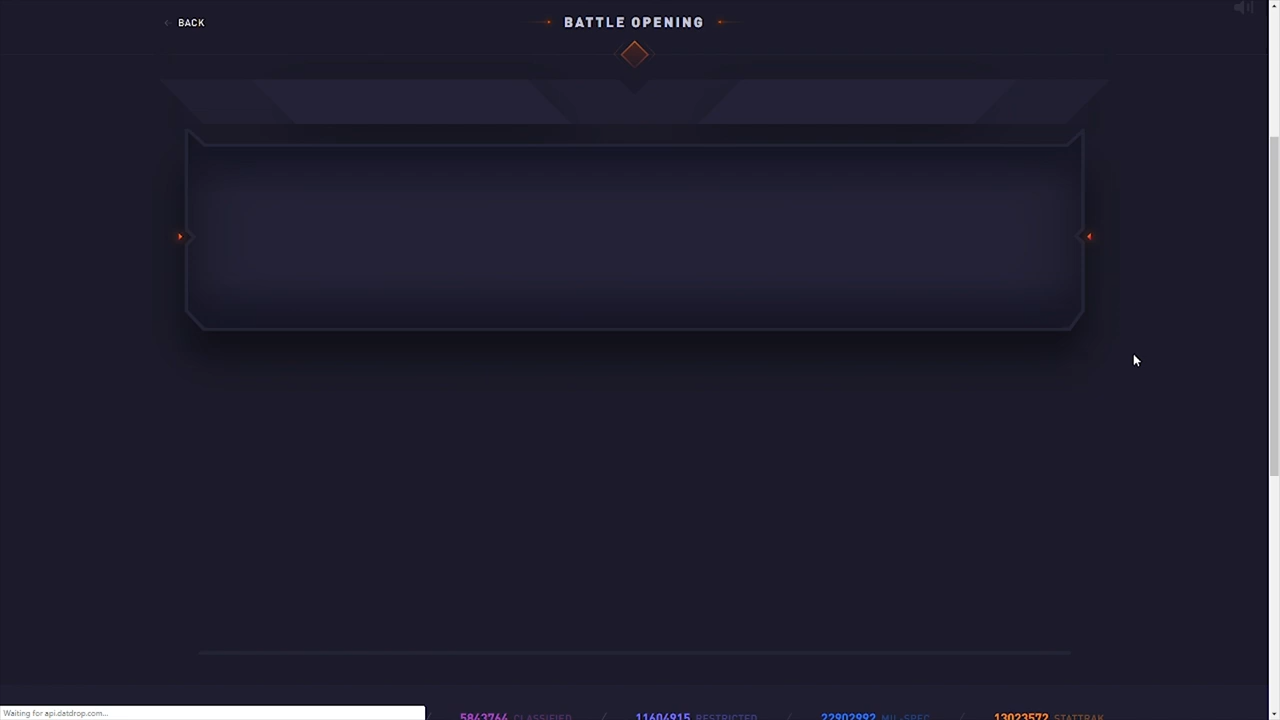 BACK
BATTLE OPENING
Waiting for api.datdrop.com...
5843764 CLASSIFIED / 11604915 RESTRICTED / 22902992 MIL-SPEC / 13023572 STATTRAK